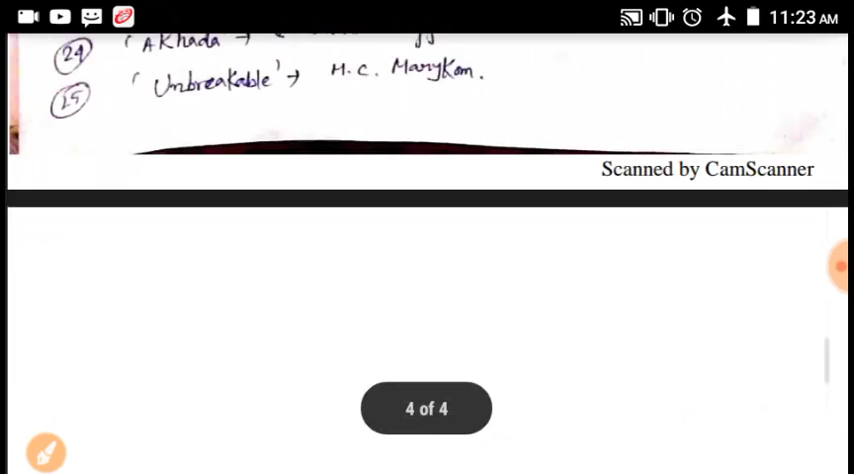 11:23 AM
24 'Akhada →
25 'Unbreakable' → M.C. MaryKom.
Scanned by CamScanner
4 of 4